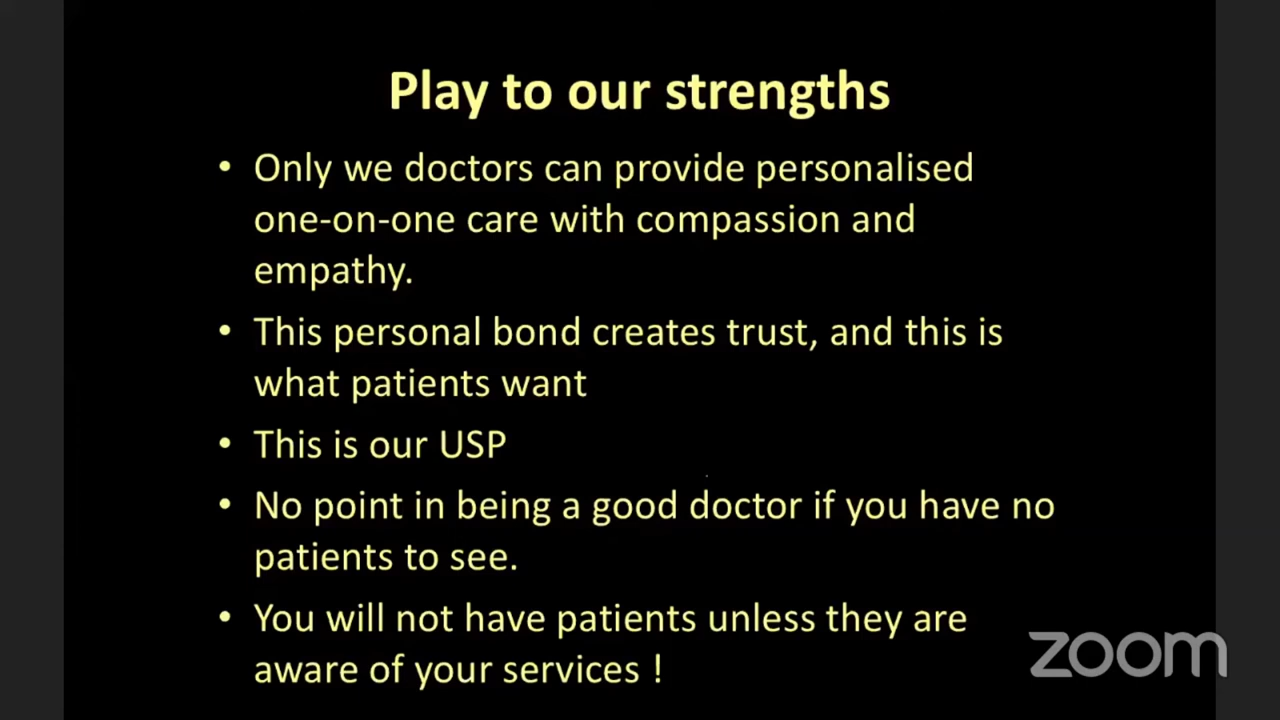 Play to our strengths
• Only we doctors can provide personalised
one-on-one care with compassion and
empathy.
• This personal bond creates trust, and this is
what patients want
• This is our USP
• No point in being a good doctor if you have no
patients to see.
• You will not have patients unless they are
aware of your services !
zoom